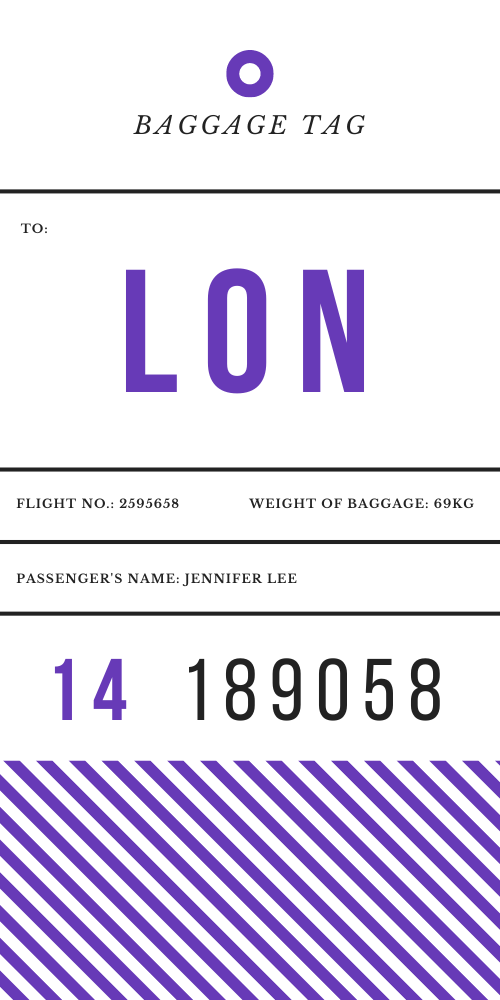 BAGGAGE TAG
TO:
LON
FLIGHT NO.: 2595658 WEIGHT OF BAGGAGE: 69KG
PASSENGER'S NAME: JENNIFER LEE
14 189058